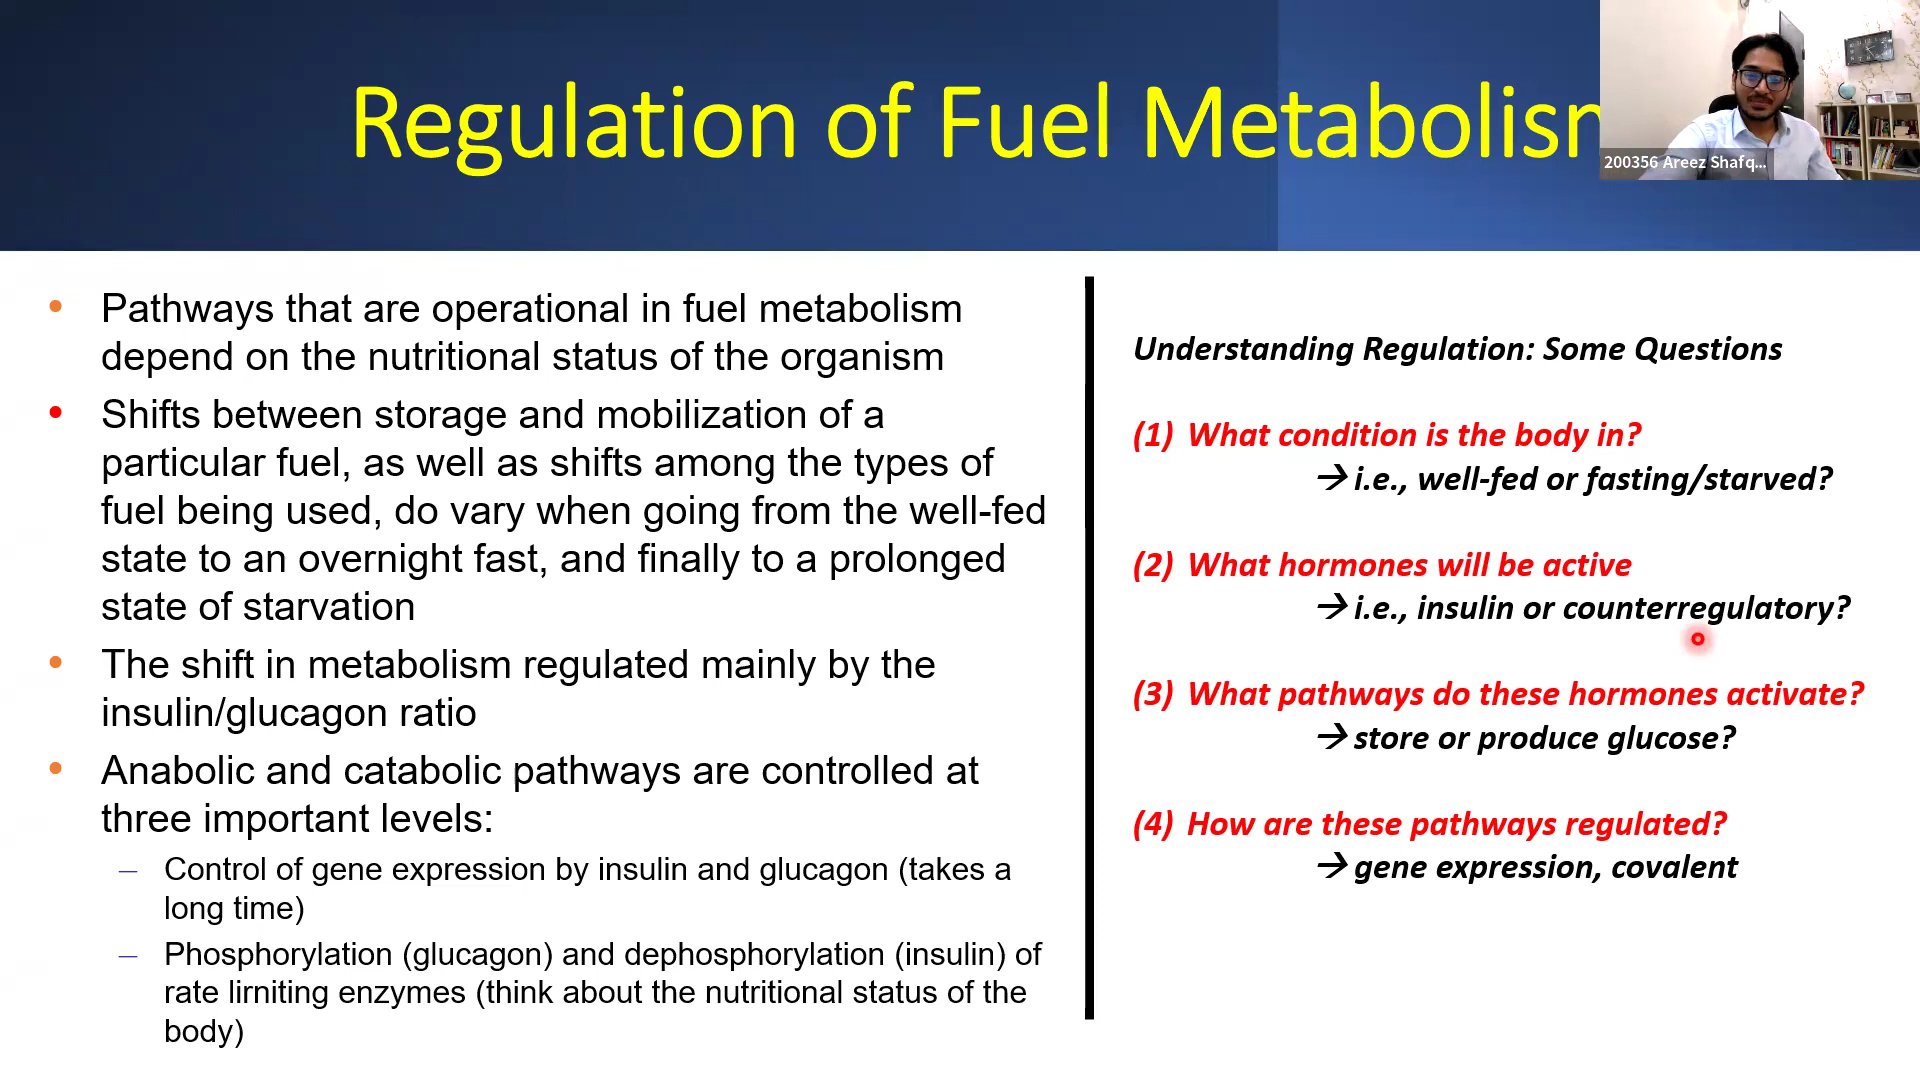 Regulation of Fuel Metabolism
200356 Areez Shafq...
• Pathways that are operational in fuel metabolism
depend on the nutritional status of the organism
• Shifts between storage and mobilization of a
particular fuel, as well as shifts among the types of
fuel being used, do vary when going from the well-fed
state to an overnight fast, and finally to a prolonged
state of starvation
• The shift in metabolism regulated mainly by the
insulin/glucagon ratio
• Anabolic and catabolic pathways are controlled at
three important levels:
– Control of gene expression by insulin and glucagon (takes a
long time)
– Phosphorylation (glucagon) and dephosphorylation (insulin) of
rate lirniting enzymes (think about the nutritional status of the
body)
Understanding Regulation: Some Questions
(1) What condition is the body in?
→ i.e., well-fed or fasting/starved?
(2) What hormones will be active
→ i.e., insulin or counterregulatory?
(3) What pathways do these hormones activate?
→ store or produce glucose?
(4) How are these pathways regulated?
→ gene expression, covalent